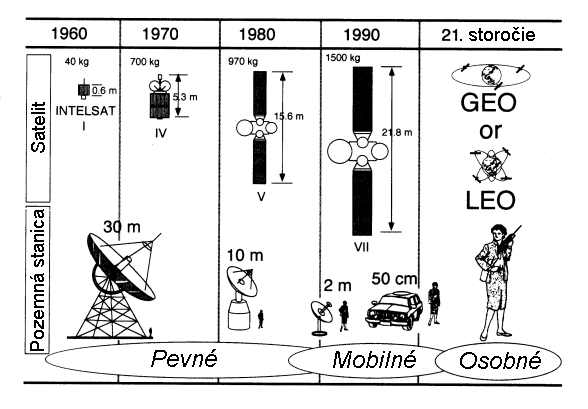 1960
1970
1980
1990
21. storočie
Satelit
40 kg
0.6 m
INTELSAT
I
700 kg
5.3 m
IV
970 kg
15.6 m
V
1500 kg
21.8 m
VII
GEO
or
LEO
Pozemná stanica
30 m
10 m
2 m
50 cm
Pevné
Mobilné
Osobné